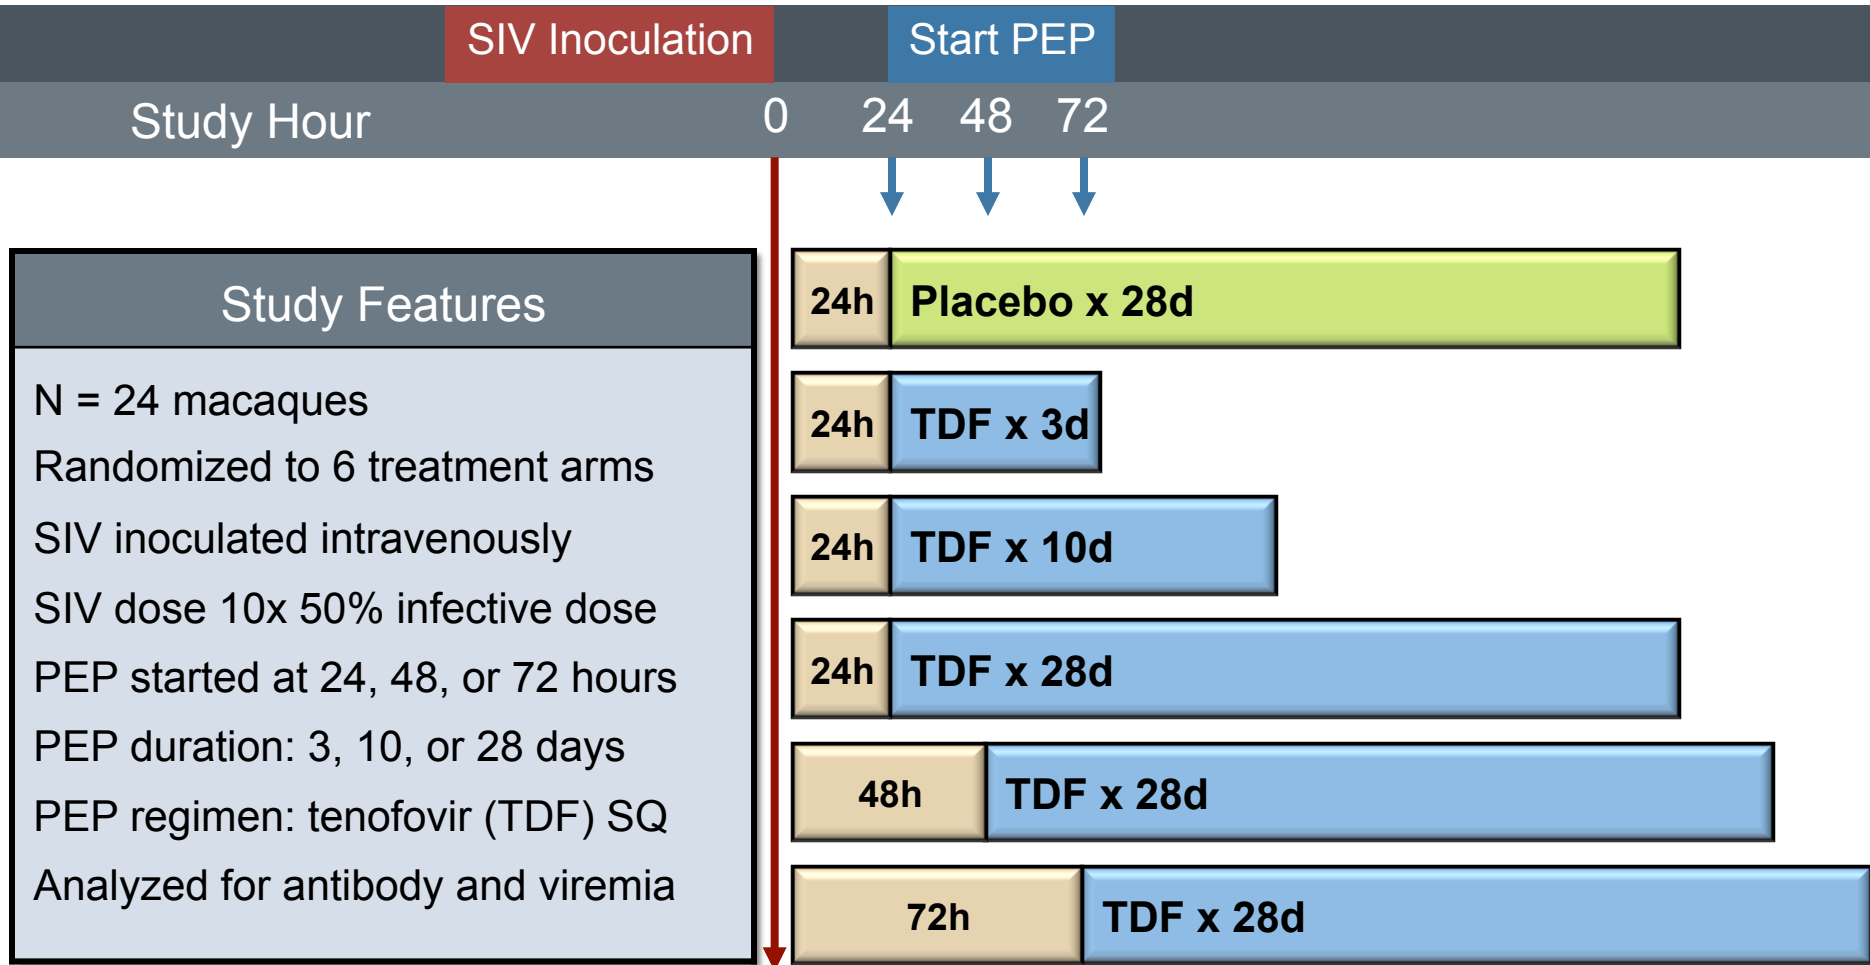 SIV Inoculation
Start PEP
Study Hour
0
24
48
72
Study Features
N = 24 macaques
Randomized to 6 treatment arms
SIV inoculated intravenously
SIV dose 10x 50% infective dose
PEP started at 24, 48, or 72 hours
PEP duration: 3, 10, or 28 days
PEP regimen: tenofovir (TDF) SQ
Analyzed for antibody and viremia
24h
Placebo x 28d
24h
TDF x 3d
24h
TDF x 10d
24h
TDF x 28d
48h
TDF x 28d
72h
TDF x 28d